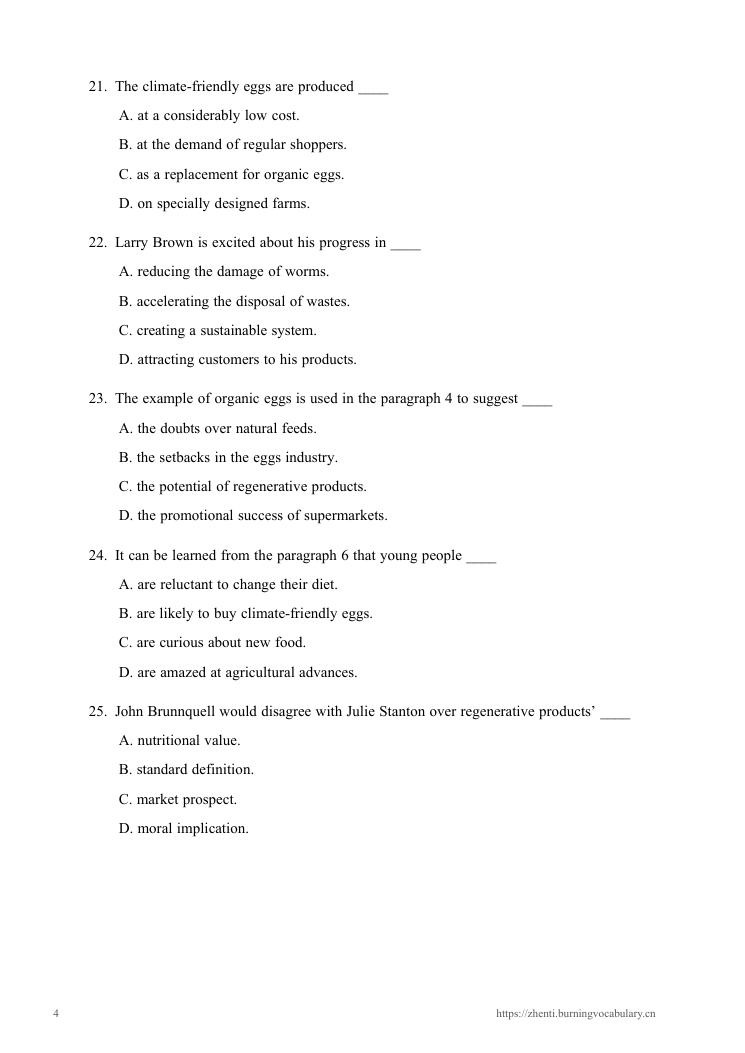 21. The climate-friendly eggs are produced ____
A. at a considerably low cost.
B. at the demand of regular shoppers.
C. as a replacement for organic eggs.
D. on specially designed farms.
22. Larry Brown is excited about his progress in ____
A. reducing the damage of worms.
B. accelerating the disposal of wastes.
C. creating a sustainable system.
D. attracting customers to his products.
23. The example of organic eggs is used in the paragraph 4 to suggest ____
A. the doubts over natural feeds.
B. the setbacks in the eggs industry.
C. the potential of regenerative products.
D. the promotional success of supermarkets.
24. It can be learned from the paragraph 6 that young people ____
A. are reluctant to change their diet.
B. are likely to buy climate-friendly eggs.
C. are curious about new food.
D. are amazed at agricultural advances.
25. John Brunnquell would disagree with Julie Stanton over regenerative products’ ____
A. nutritional value.
B. standard definition.
C. market prospect.
D. moral implication.
4
https://zhenti.burningvocabulary.cn